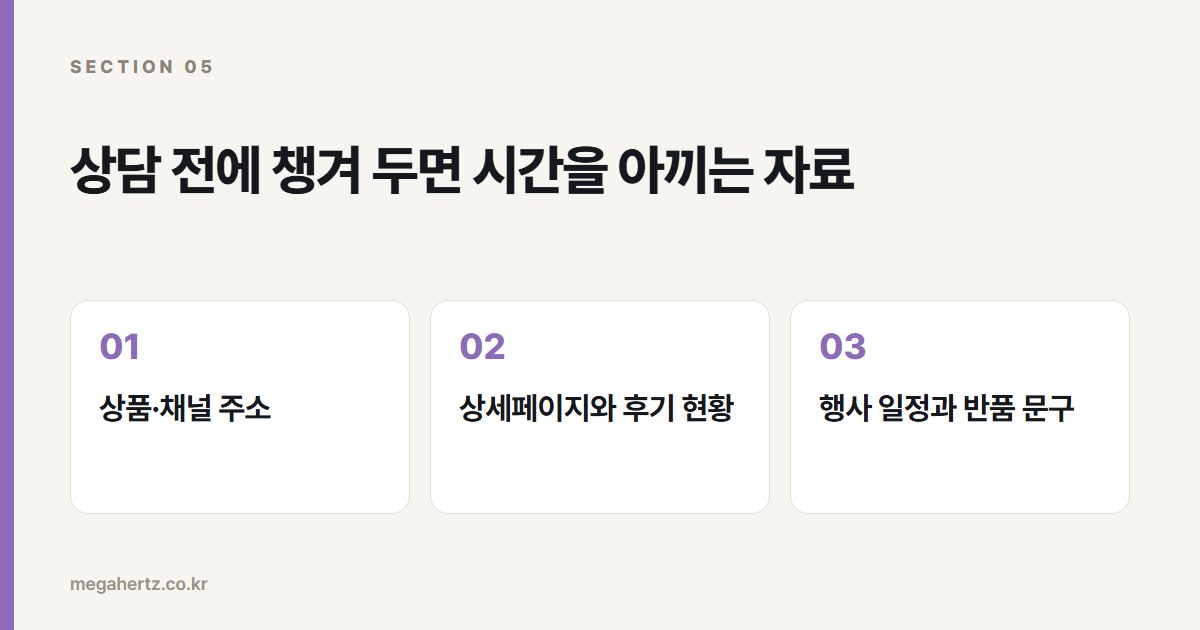 SECTION 05
상담 전에 챙겨 두면 시간을 아끼는 자료
01
상품·채널 주소
02
상세페이지와 후기 현황
03
행사 일정과 반품 문구
megahertz.co.kr